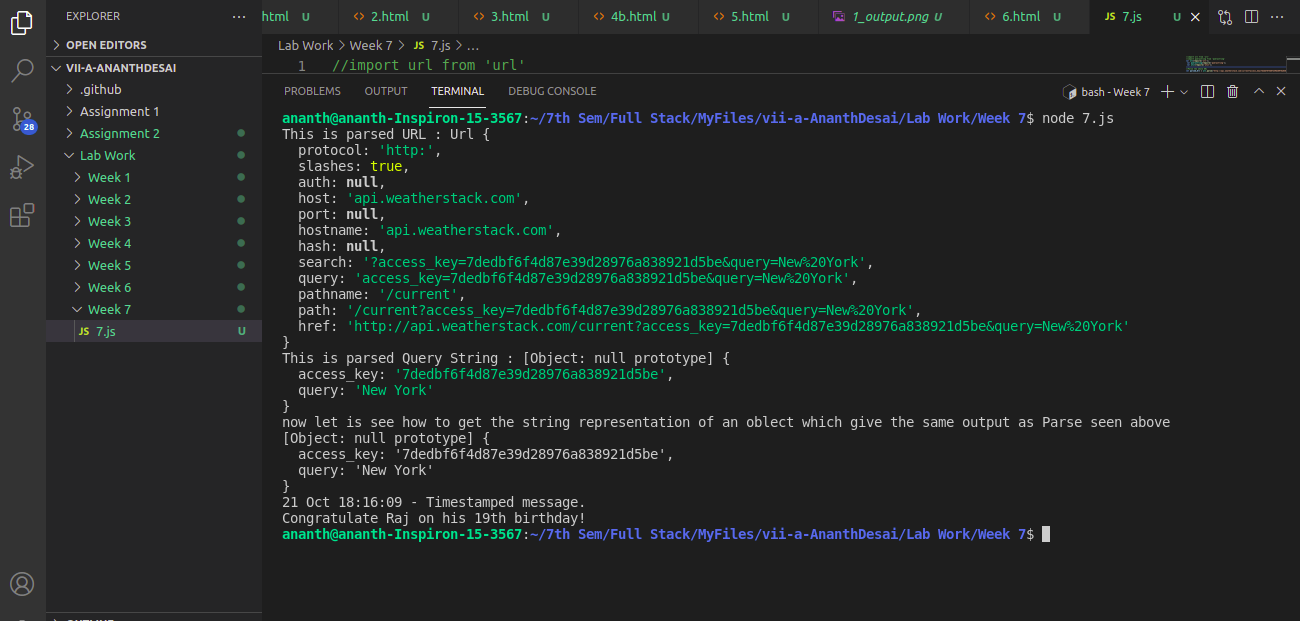 EXPLORER ...
html U 2.html U 3.html U 4b.html U 5.html U 1_output.png U 6.html U JS 7.js U
OPEN EDITORS
VII-A-ANANTHDESAI
.github
Assignment 1
Assignment 2
Lab Work
Week 1
Week 2
Week 3
Week 4
Week 5
Week 6
Week 7
JS 7.js U
28
Lab Work > Week 7 > JS 7.js > ...
1 //import url from 'url'
PROBLEMS OUTPUT TERMINAL DEBUG CONSOLE
bash - Week 7
ananth@ananth-Inspiron-15-3567:~/7th Sem/Full Stack/MyFiles/vii-a-AnanthDesai/Lab Work/Week 7$ node 7.js
This is parsed URL : Url {
protocol: 'http:',
slashes: true,
auth: null,
host: 'api.weatherstack.com',
port: null,
hostname: 'api.weatherstack.com',
hash: null,
search: '?access_key=7dedbf6f4d87e39d28976a838921d5be&query=New%20York',
query: 'access_key=7dedbf6f4d87e39d28976a838921d5be&query=New%20York',
pathname: '/current',
path: '/current?access_key=7dedbf6f4d87e39d28976a838921d5be&query=New%20York',
href: 'http://api.weatherstack.com/current?access_key=7dedbf6f4d87e39d28976a838921d5be&query=New%20York'
}
This is parsed Query String : [Object: null prototype] {
access_key: '7dedbf6f4d87e39d28976a838921d5be',
query: 'New York'
}
now let is see how to get the string representation of an oblect which give the same output as Parse seen above
[Object: null prototype] {
access_key: '7dedbf6f4d87e39d28976a838921d5be',
query: 'New York'
}
21 Oct 18:16:09 - Timestamped message.
Congratulate Raj on his 19th birthday!
ananth@ananth-Inspiron-15-3567:~/7th Sem/Full Stack/MyFiles/vii-a-AnanthDesai/Lab Work/Week 7$